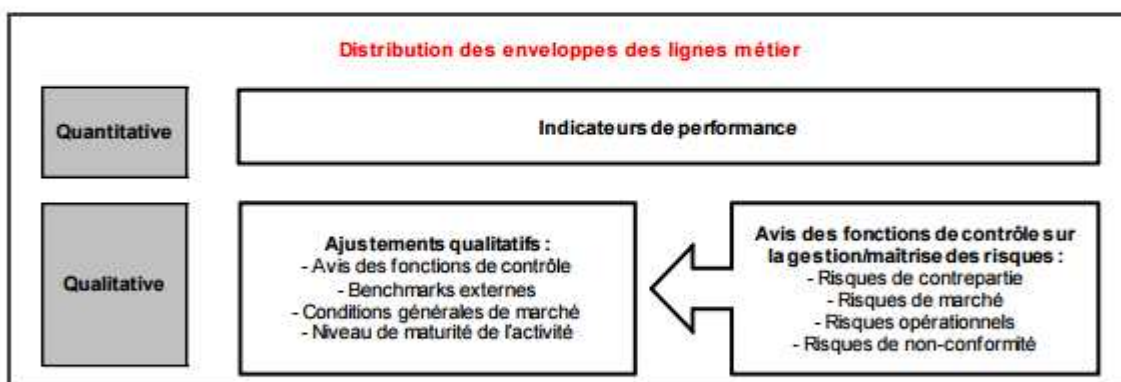 Distribution des enveloppes des lignes métier
Quantitative
Indicateurs de performance
Qualitative
Ajustements qualitatifs :
- Avis des fonctions de contrôle
- Benchmarks externes
- Conditions générales de marché
- Niveau de maturité de l'activité
Avis des fonctions de contrôle sur
la gestion/maîtrise des risques :
- Risques de contrepartie
- Risques de marché
- Risques opérationnels
- Risques de non-conformité